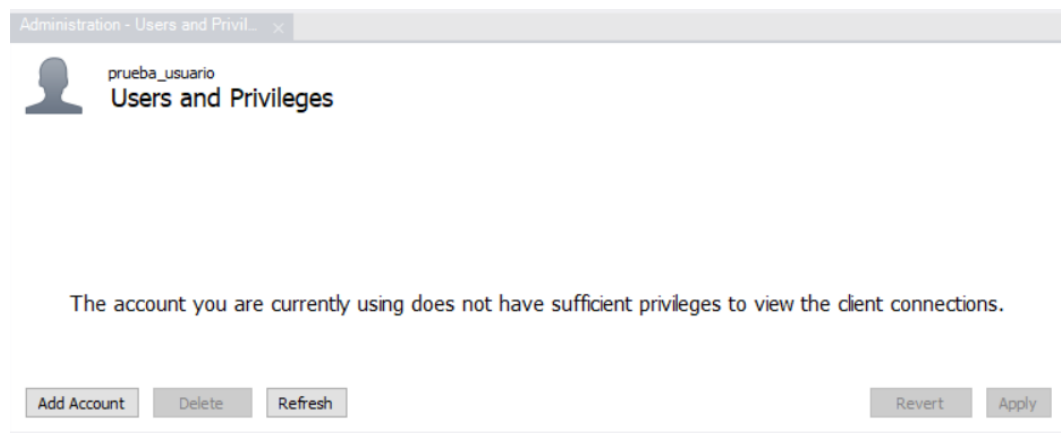 Administration - Users and Privil...
prueba_usuario
Users and Privileges
The account you are currently using does not have sufficient privileges to view the client connections.
Add Account
Delete
Refresh
Revert
Apply